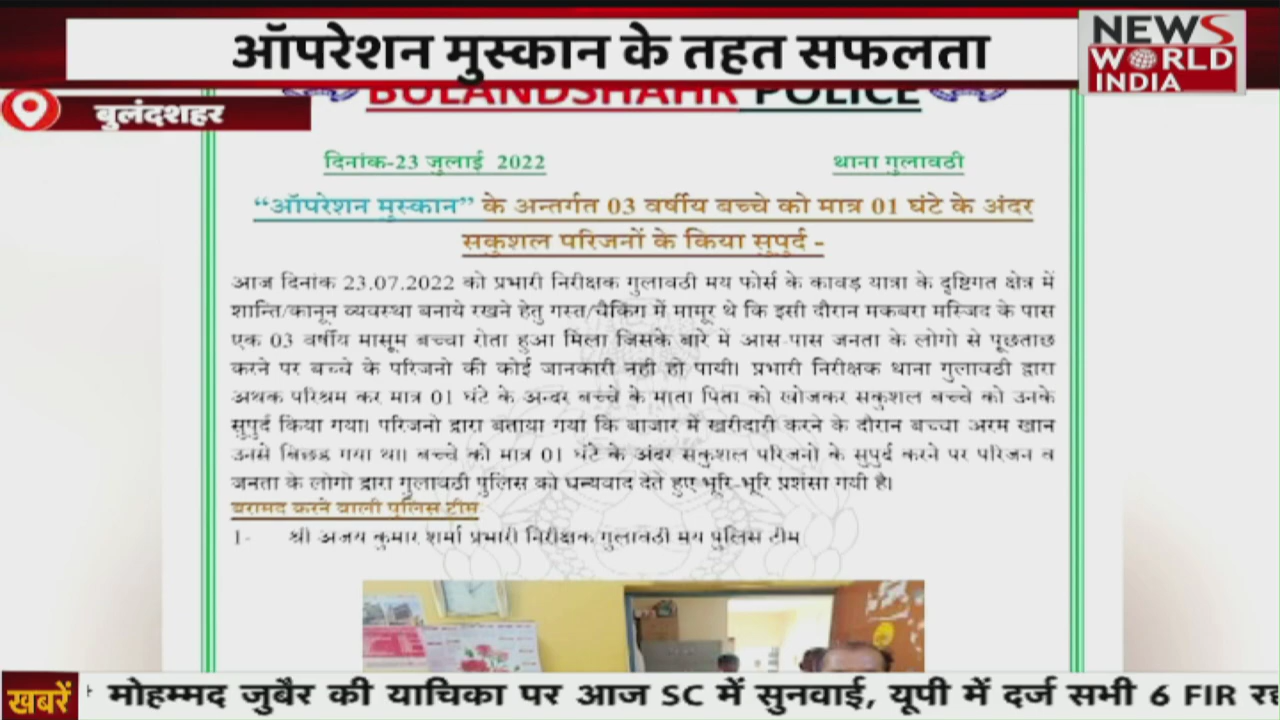 ऑपरेशन मुस्कान के तहत सफलता
NEWS
WORLD
INDIA
बुलंदशहर
BULANDSHAHR POLICE
दिनांक-23 जुलाई 2022
थाना गुलावठी
“ऑपरेशन मुस्कान” के अन्तर्गत 03 वर्षीय बच्चे को मात्र 01 घंटे के अंदर
सकुशल परिजनों के किया सुपुर्द -
आज दिनांक 23.07.2022 को प्रभारी निरीक्षक गुलावठी मय फोर्स के कावड़ यात्रा के दृष्टिगत क्षेत्र में
शान्ति/कानून व्यवस्था बनाये रखने हेतु गस्त/चैकिंग में मामूर थे कि इसी दौरान मकबरा मस्जिद के पास
एक 03 वर्षीय मासूम बच्चा रोता हुआ मिला जिसके बारे में आस-पास जनता के लोगो से पूछताछ
करने पर बच्चे के परिजनो की कोई जानकारी नही हो पायी। प्रभारी निरीक्षक थाना गुलावठी द्वारा
अथक परिश्रम कर मात्र 01 घंटे के अन्दर बच्चे के माता पिता को खोजकर सकुशल बच्चे को उनके
सुपुर्द किया गया। परिजनो द्वारा बताया गया कि बाजार में खरीदारी करने के दौरान बच्चा अरम खान
उनसे बिछड गया था। बच्चे को मात्र 01 घंटे के अंदर सकुशल परिजनों के सुपुर्द करने पर परिजन व
जनता के लोगो द्वारा गुलावठी पुलिस को धन्यवाद देते हुए भूरि-भूरि प्रशंसा गयी है।
बरामद करने वाली पुलिस टीम
1- श्री अजय कुमार शर्मा प्रभारी निरीक्षक गुलावठी मय पुलिस टीम
खबरें
मोहम्मद जुबैर की याचिका पर आज SC में सुनवाई, यूपी में दर्ज सभी 6 FIR